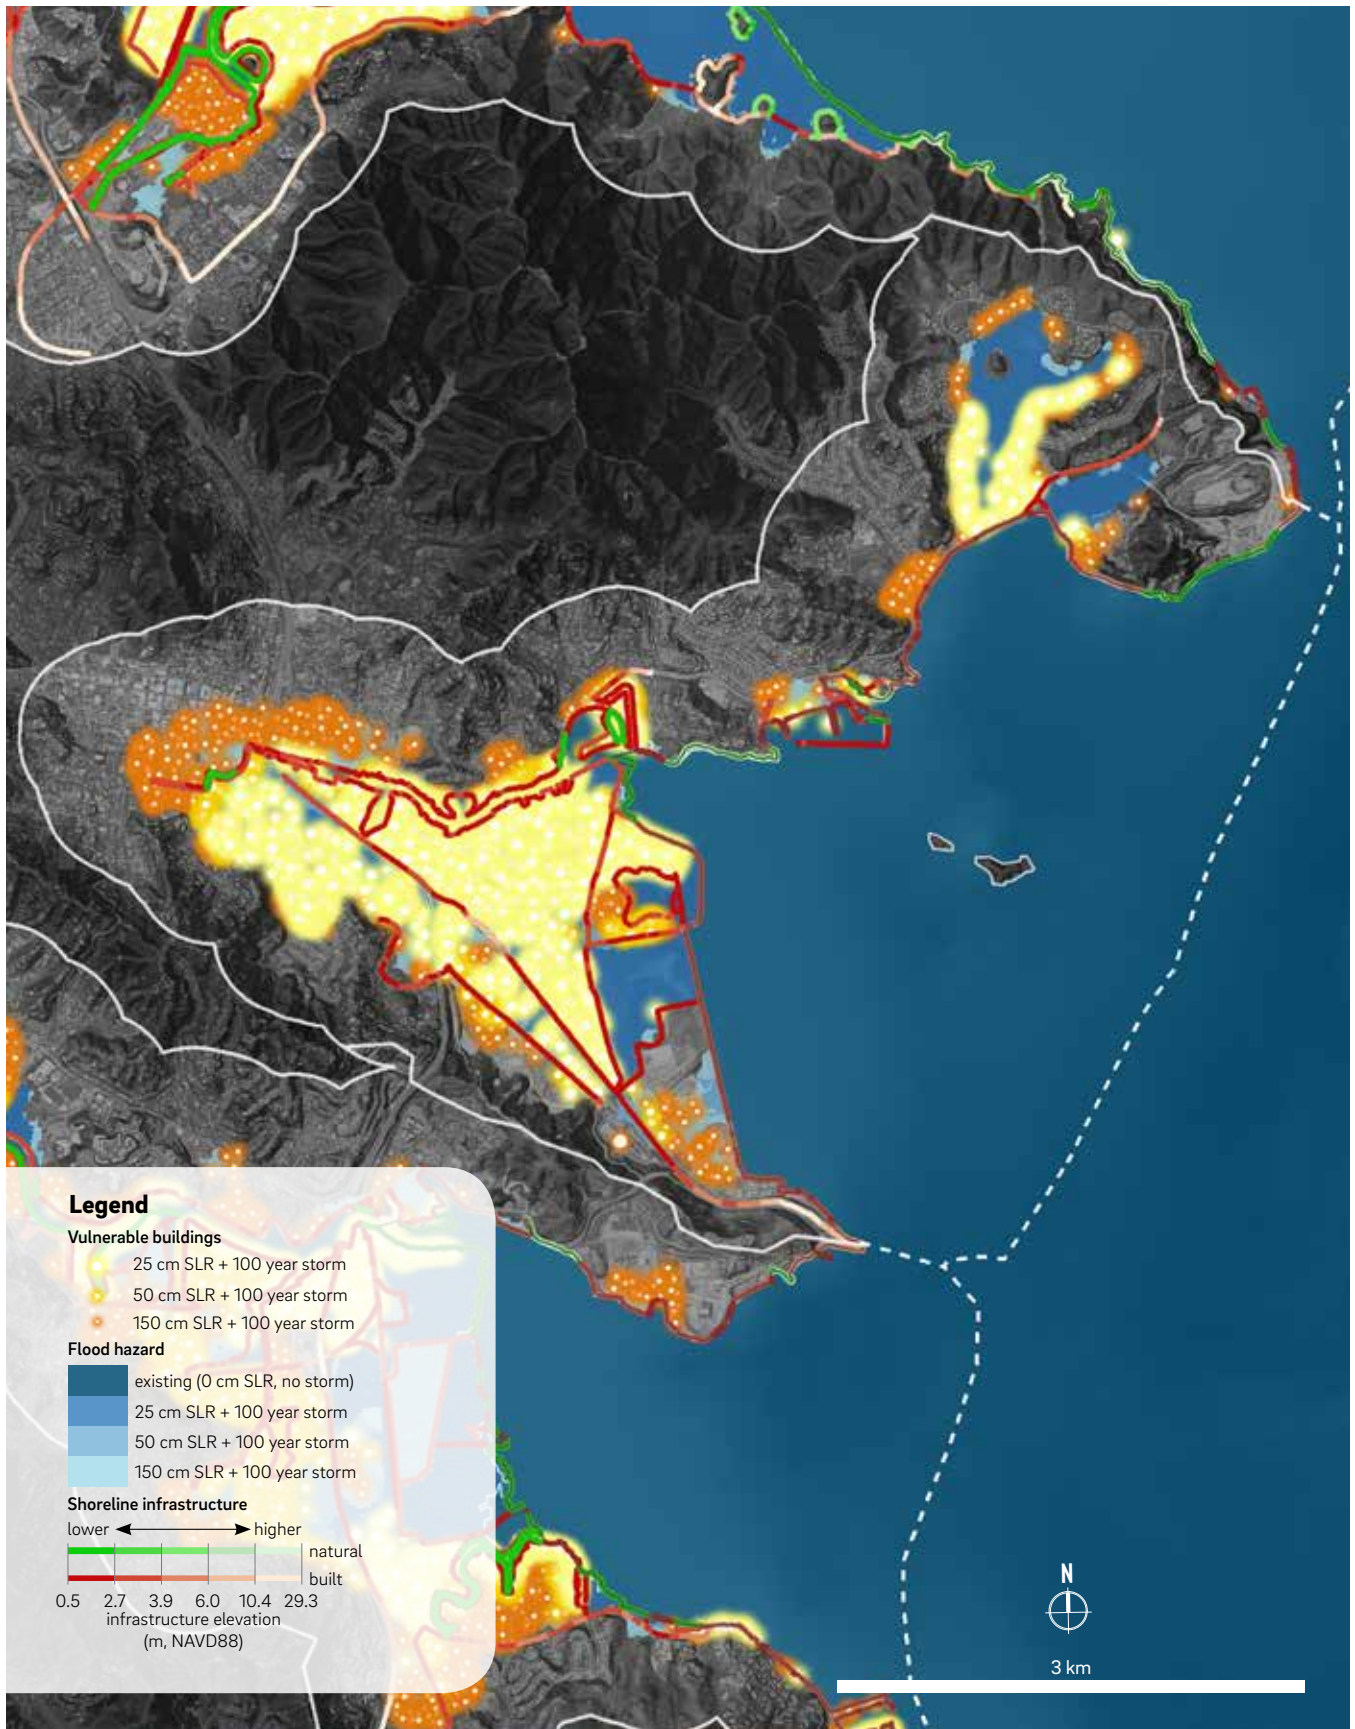 Legend
Vulnerable buildings
25 cm SLR + 100 year storm
50 cm SLR + 100 year storm
150 cm SLR + 100 year storm
Flood hazard
existing (0 cm SLR, no storm)
25 cm SLR + 100 year storm
50 cm SLR + 100 year storm
150 cm SLR + 100 year storm
Shoreline infrastructure
lower higher
natural
built
0.5 2.7 3.9 6.0 10.4 29.3
infrastructure elevation
(m, NAVD88)
N
3 km